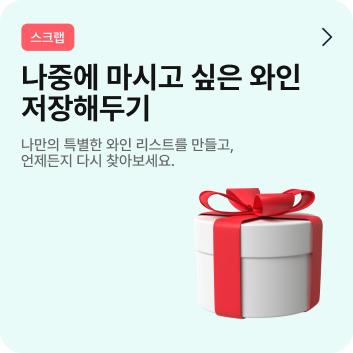 스크랩
나중에 마시고 싶은 와인
저장해두기
나만의 특별한 와인 리스트를 만들고,
언제든지 다시 찾아보세요.